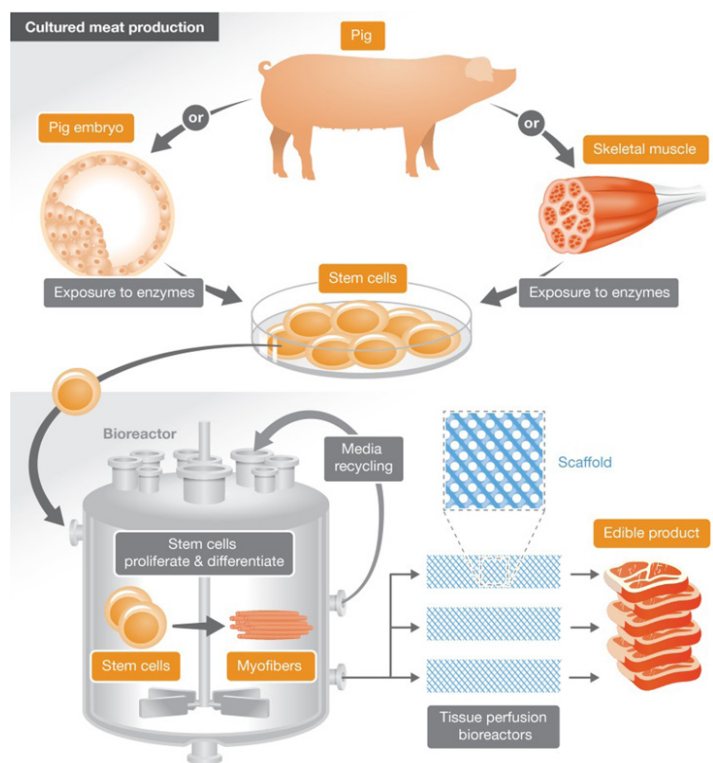 Cultured meat production
Pig
or
or
Pig embryo
Skeletal muscle
Stem cells
Exposure to enzymes
Exposure to enzymes
Bioreactor
Media
recycling
Scaffold
Stem cells
proliferate & differentiate
Edible product
Stem cells
Myofibers
Tissue perfusion
bioreactors